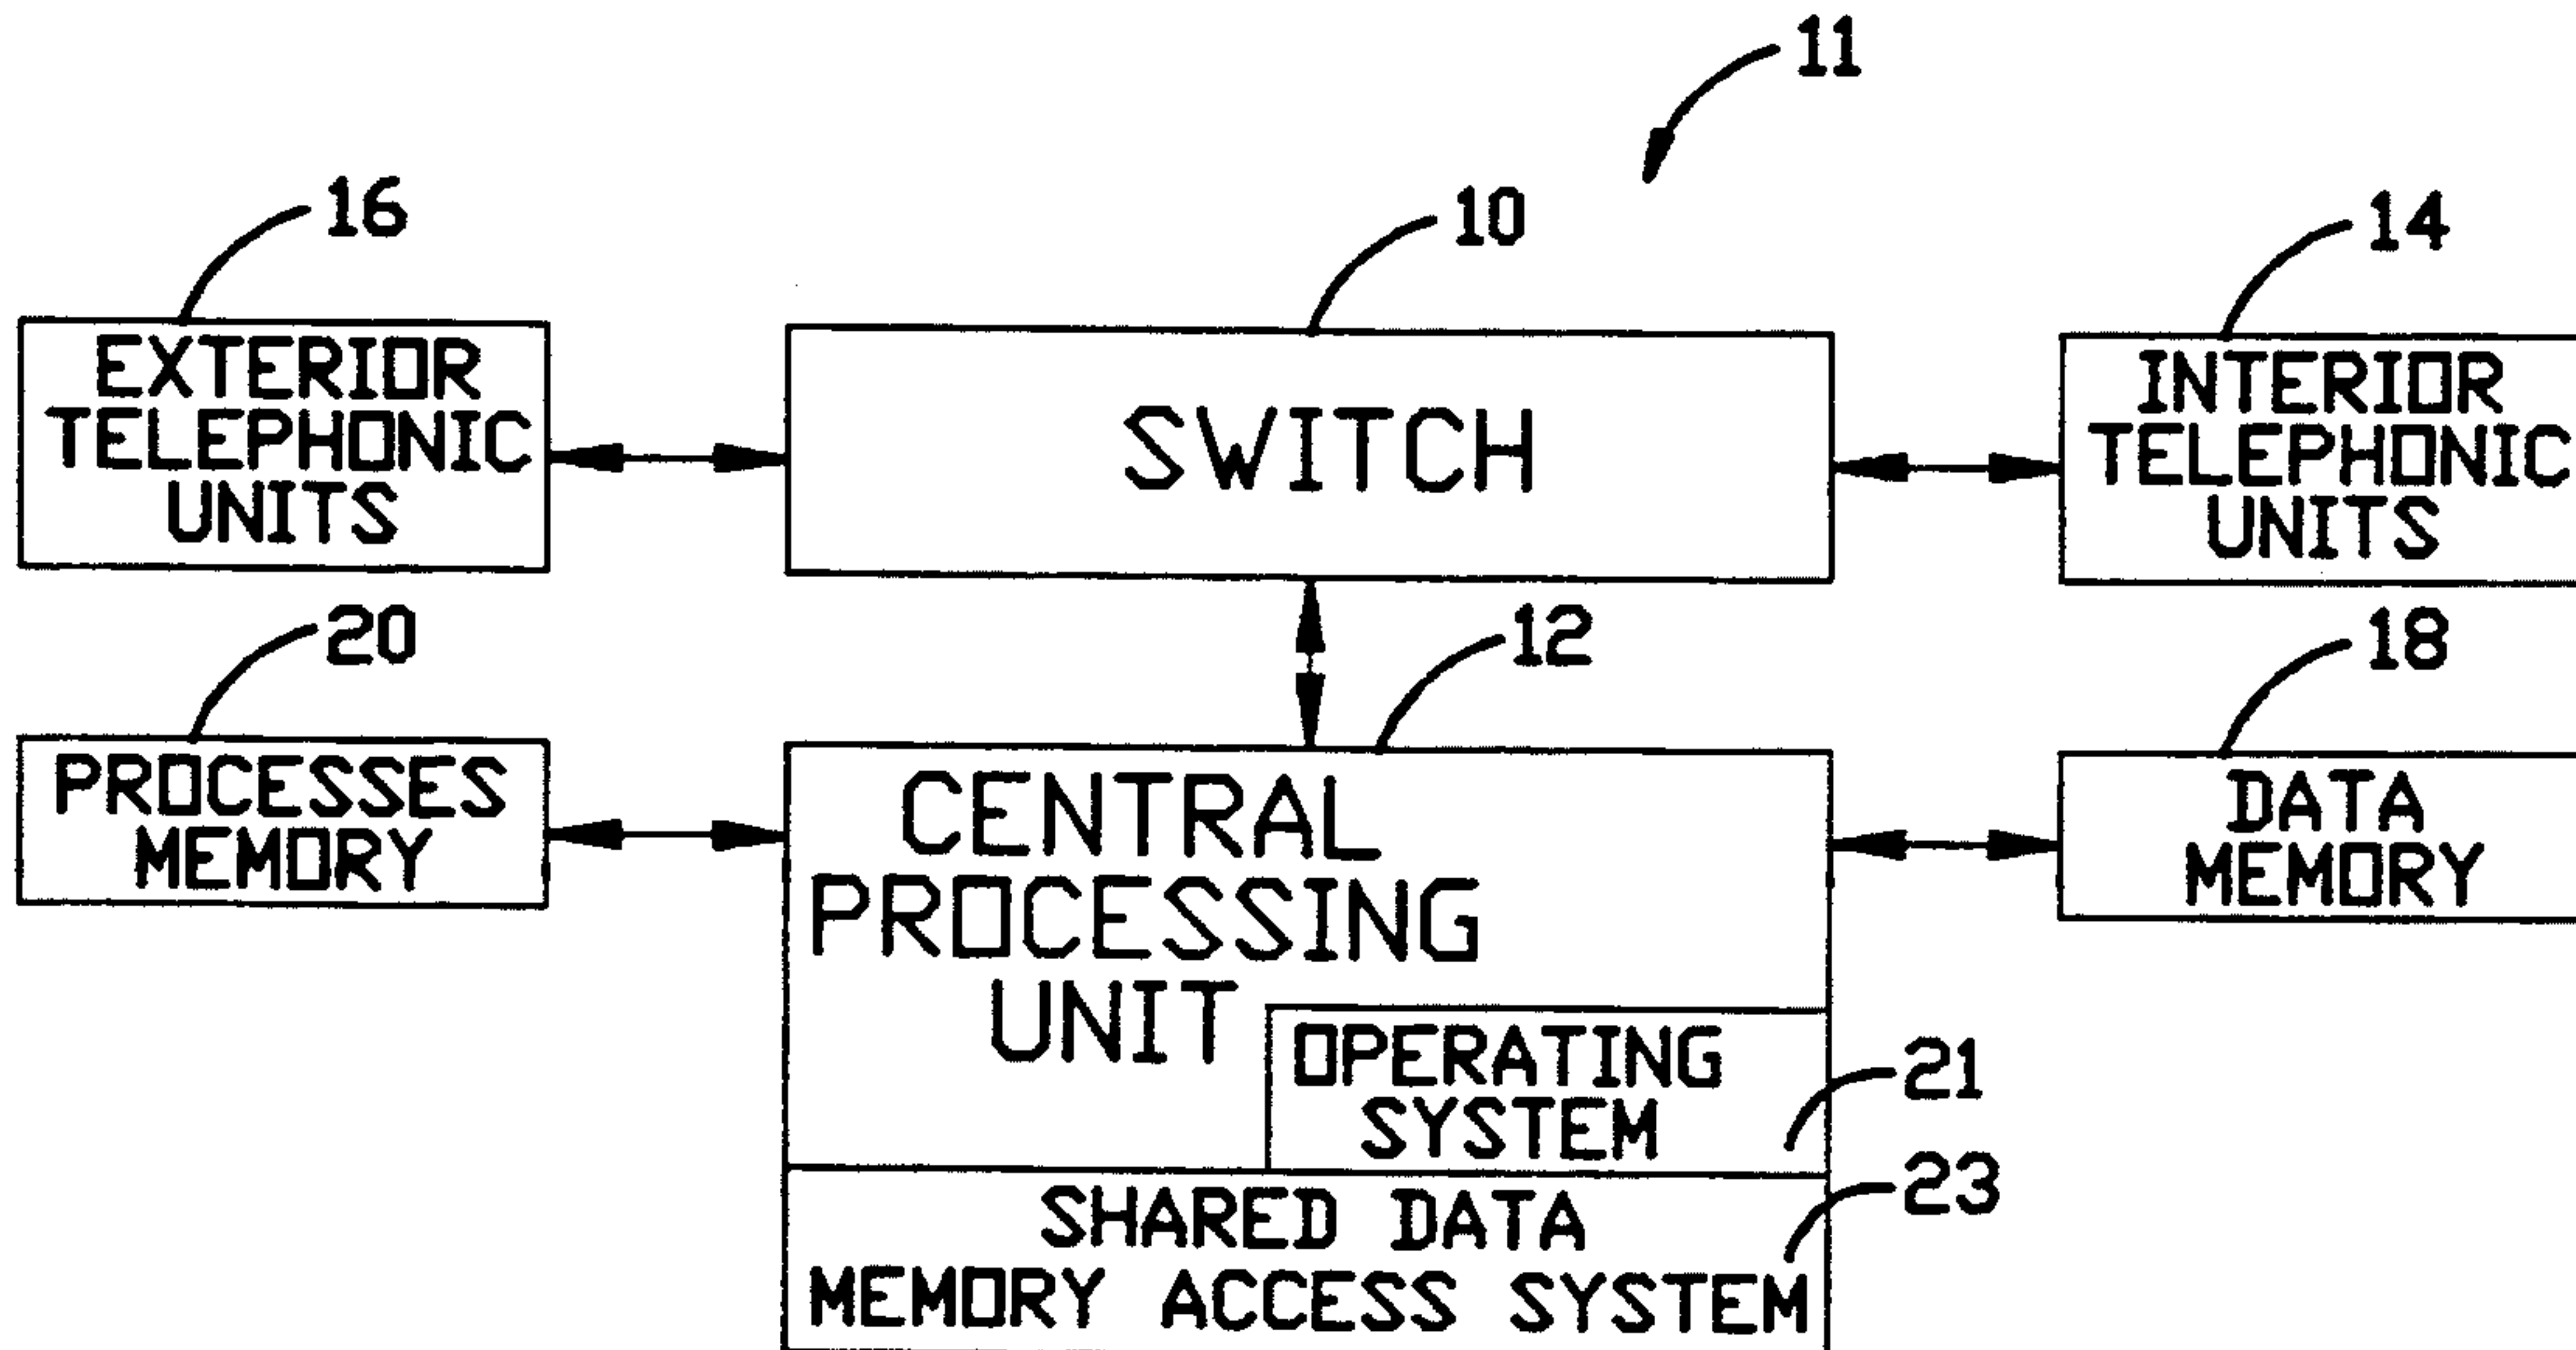 11
16
10
14
EXTERIOR
TELEPHONIC
UNITS
SWITCH
INTERIOR
TELEPHONIC
UNITS
20
12
18
PROCESSES
MEMORY
CENTRAL
PROCESSING
UNIT
DATA
MEMORY
OPERATING
SYSTEM
21
SHARED DATA
MEMORY ACCESS SYSTEM
23